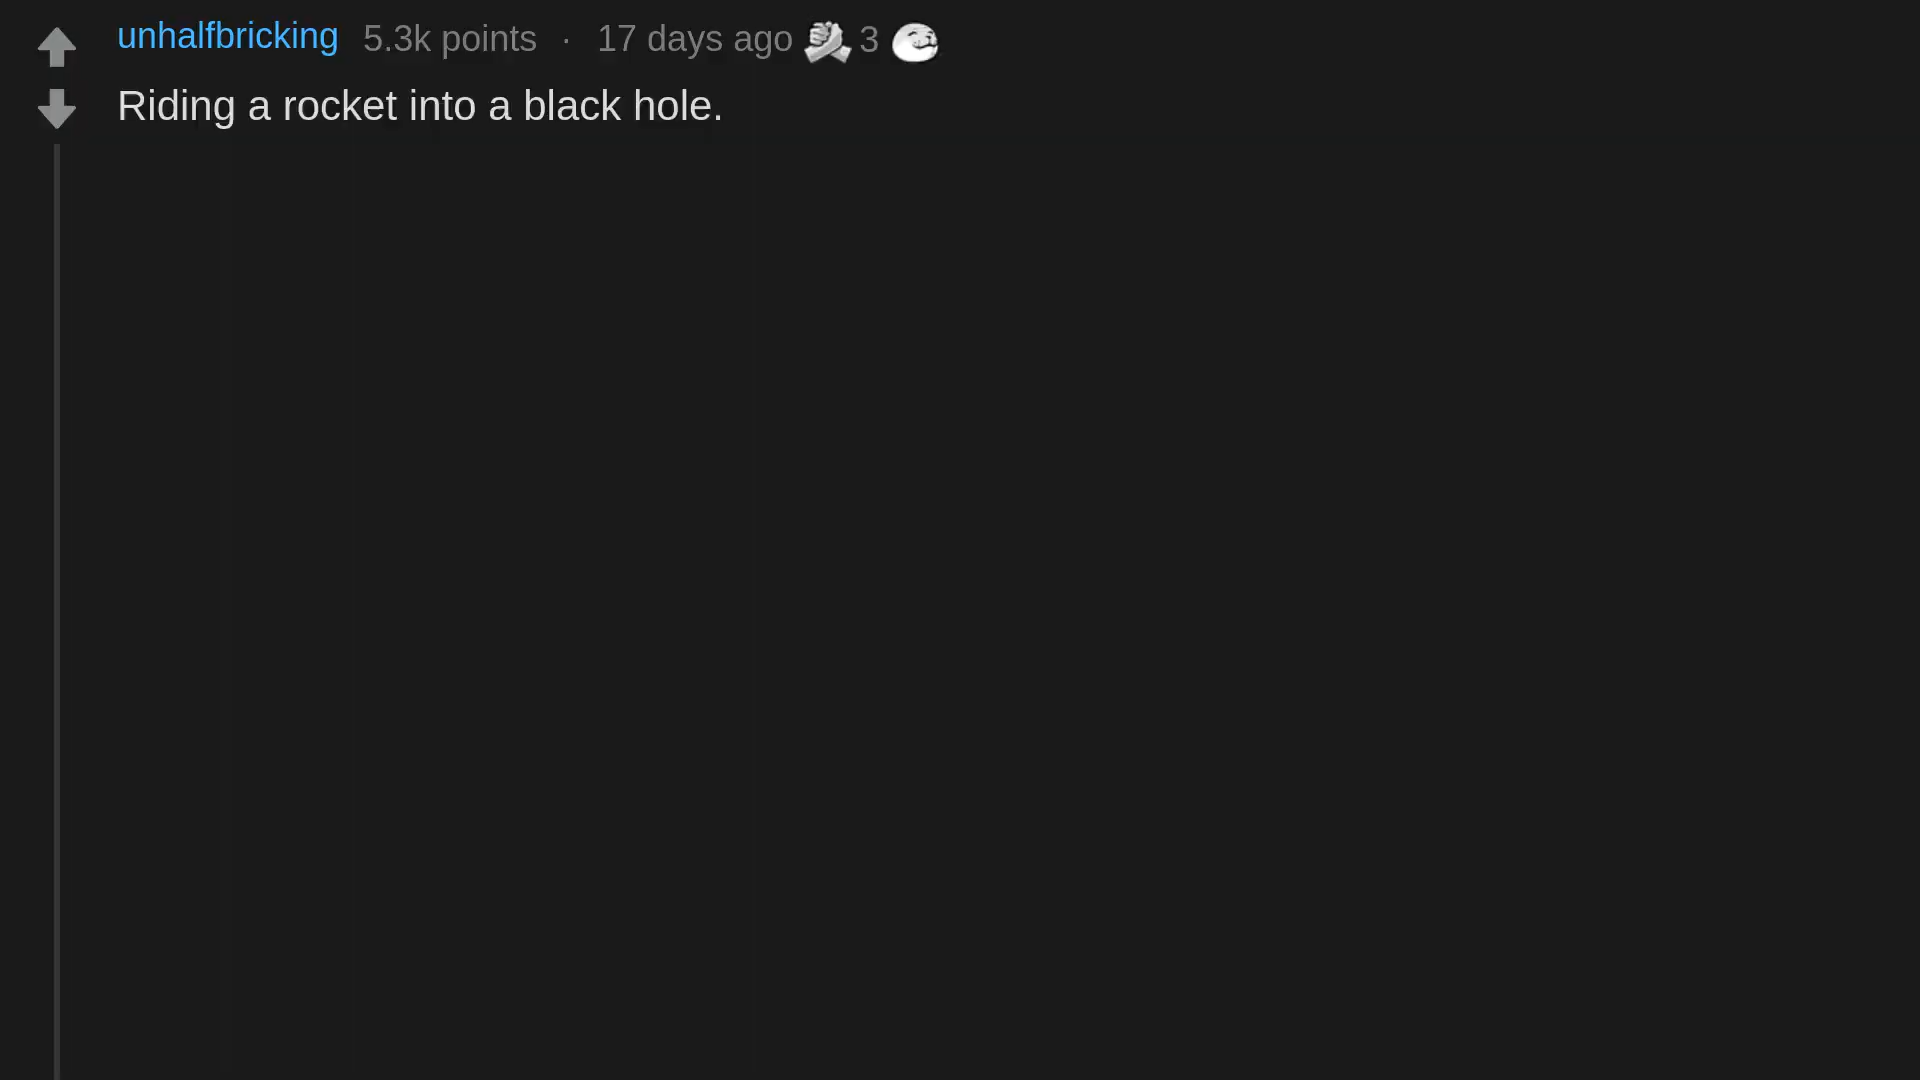 unhalfbricking 5.3k points · 17 days ago 3
Riding a rocket into a black hole.